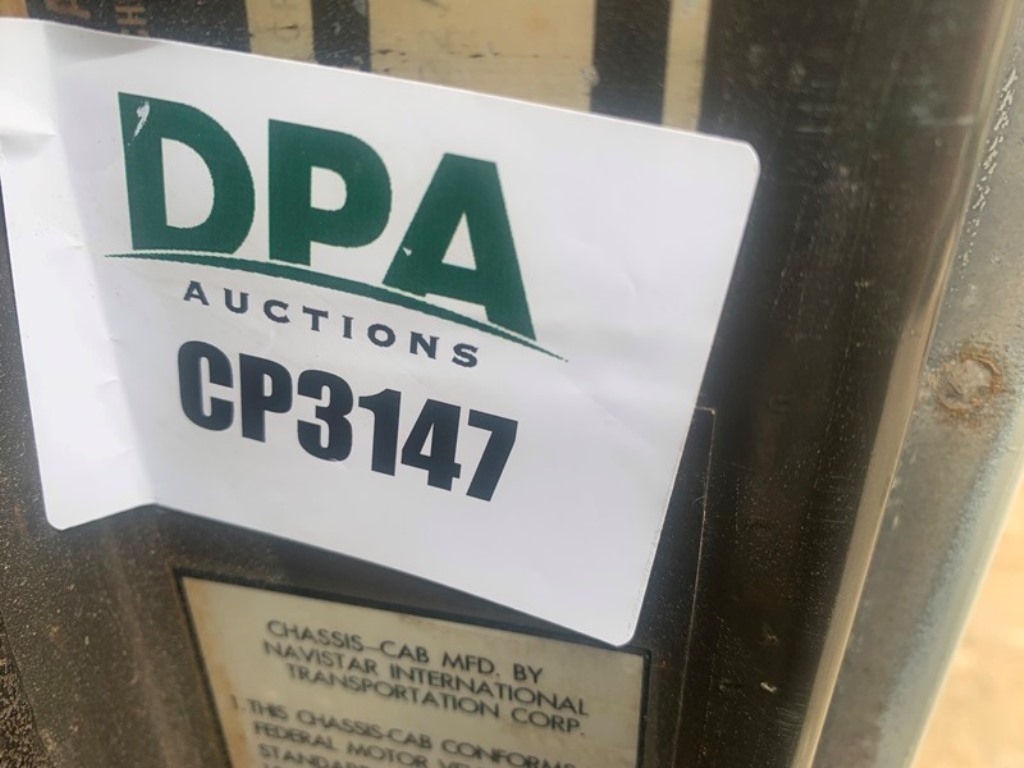 DPA
AUCTIONS
CP3147
CHASSIS-CAB MFD. BY
NAVISTAR INTERNATIONAL
TRANSPORTATION CORP.
1. THIS CHASSIS-CAB CONFORMS
FEDERAL MOTOR